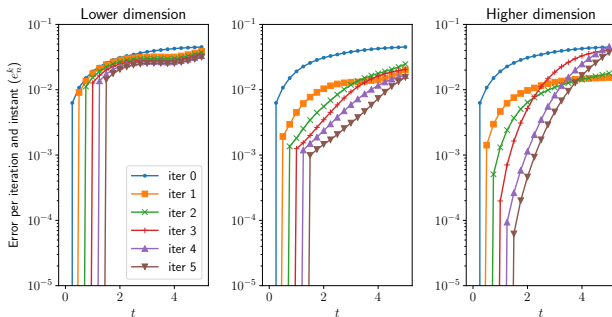 Lower dimension
Higher dimension
Error per iteration and instant (eₙᵏ)
10⁻¹
10⁻²
10⁻³
10⁻⁴
10⁻⁵
iter 0
iter 1
iter 2
iter 3
iter 4
iter 5
0 2 4
t
10⁻¹
10⁻²
10⁻³
10⁻⁴
10⁻⁵
0 2 4
t
10⁻¹
10⁻²
10⁻³
10⁻⁴
10⁻⁵
0 2 4
t